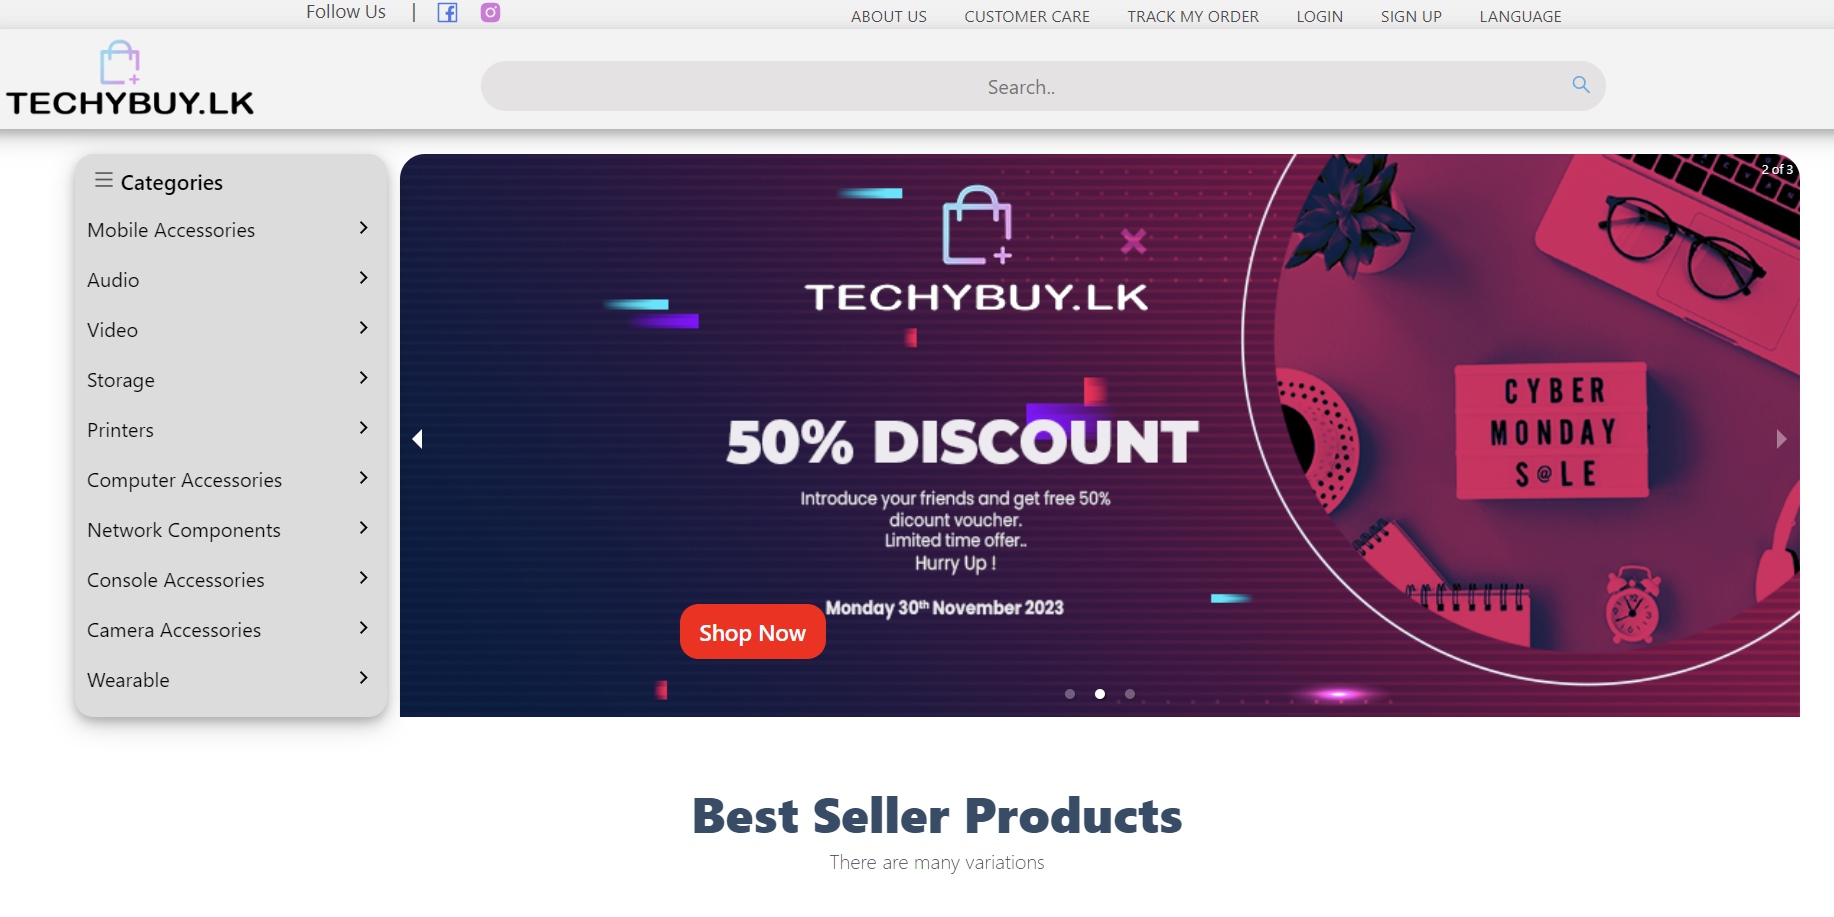 Follow Us |
ABOUT US CUSTOMER CARE TRACK MY ORDER LOGIN SIGN UP LANGUAGE
TECHYBUY.LK
Search..
Categories
Mobile Accessories
Audio
Video
Storage
Printers
Computer Accessories
Network Components
Console Accessories
Camera Accessories
Wearable
2 of 3
TECHYBUY.LK
50% DISCOUNT
Introduce your friends and get free 50%
dicount voucher.
Limited time offer..
Hurry Up !
Monday 30th November 2023
Shop Now
CYBER
MONDAY
S@LE
Best Seller Products
There are many variations